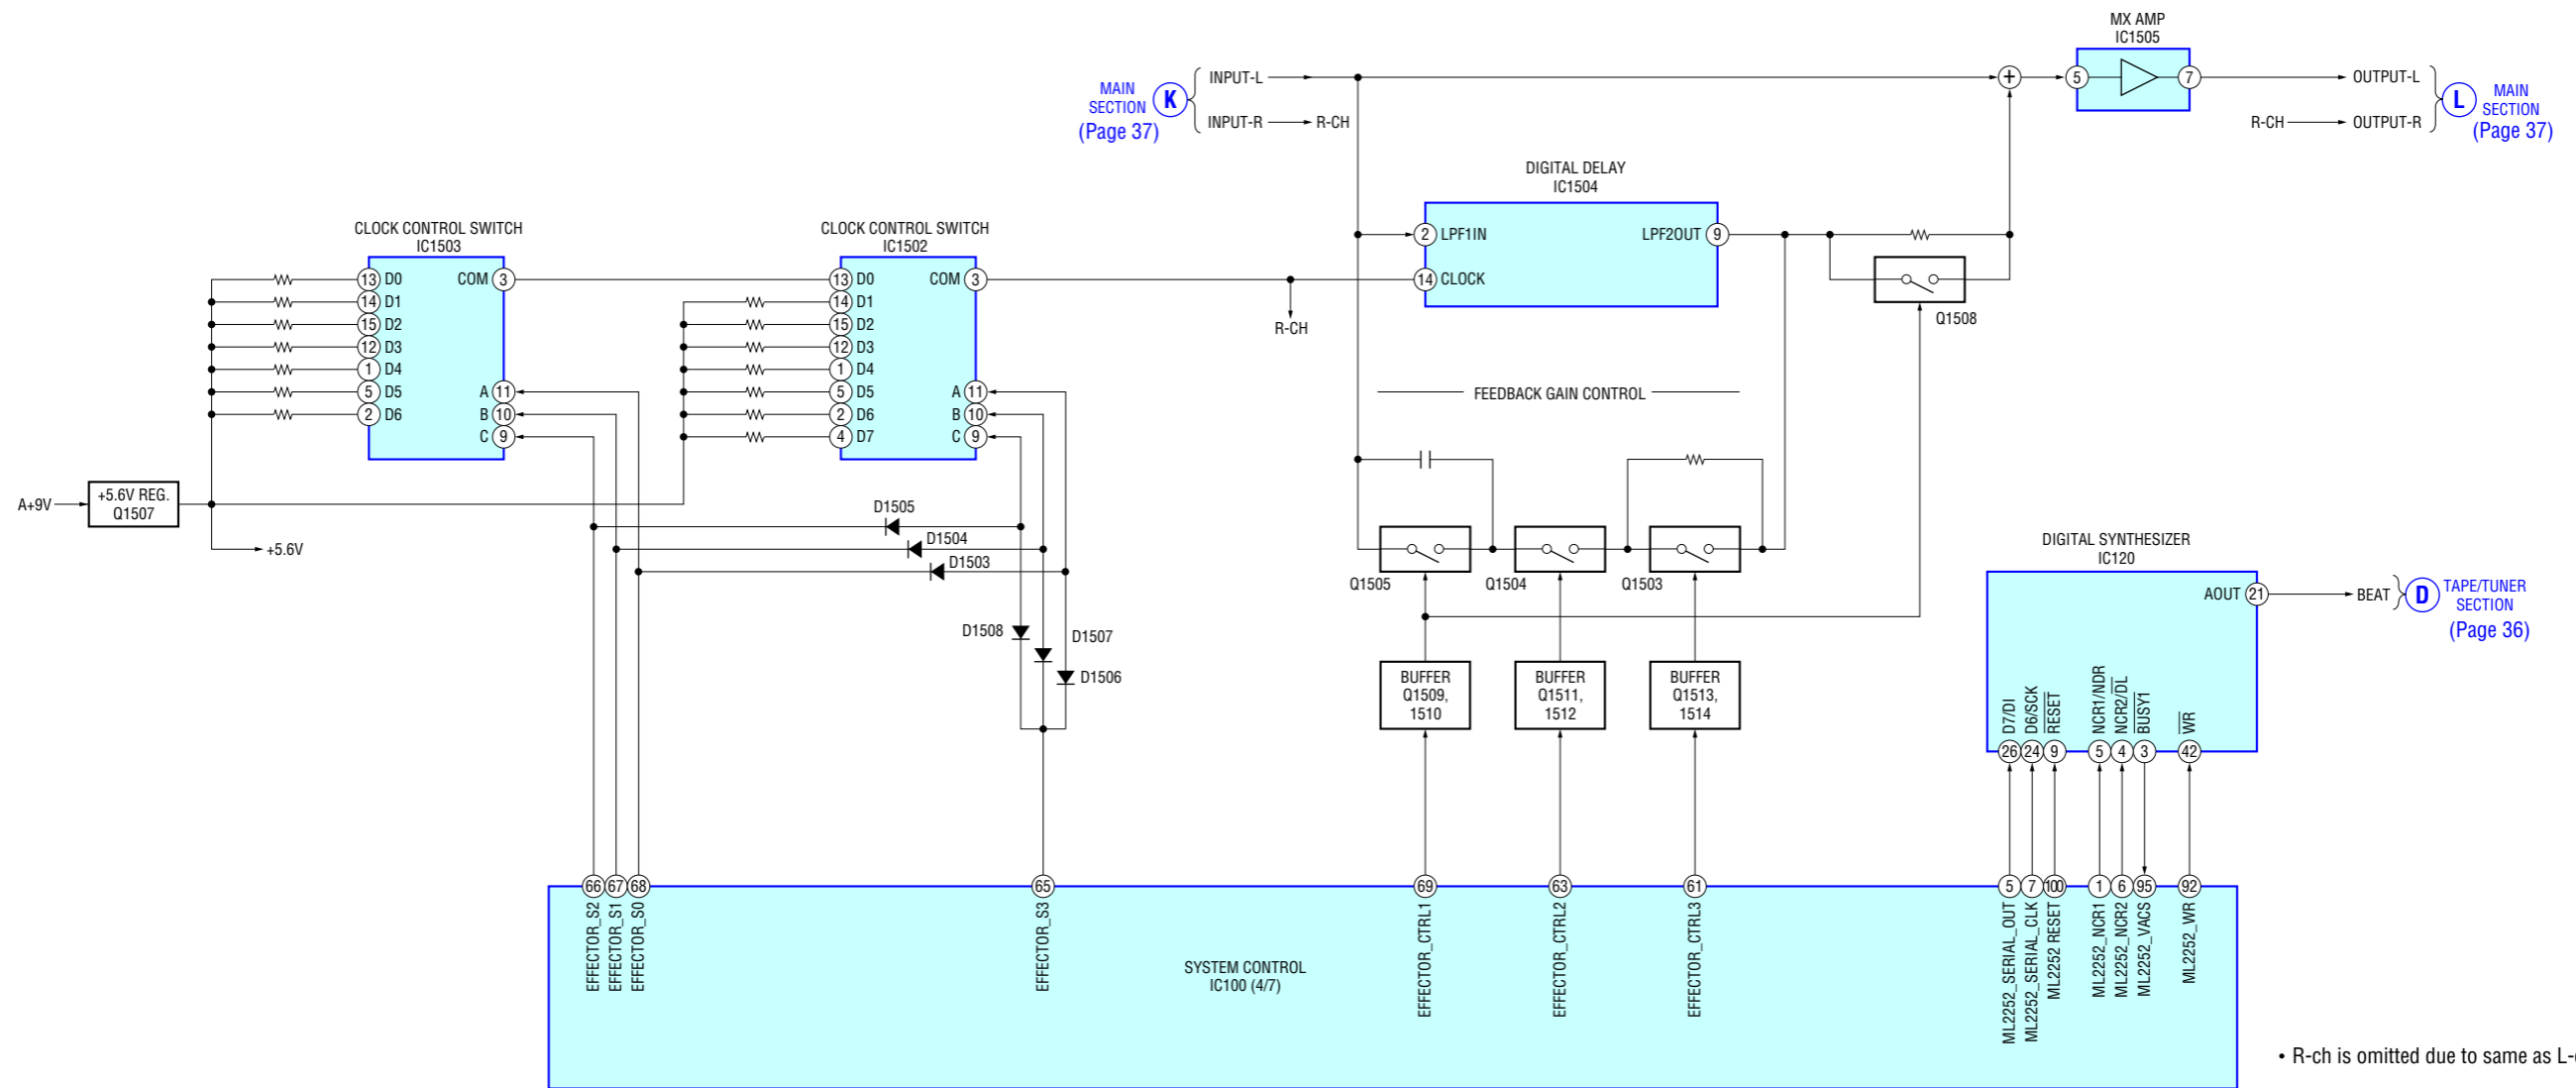 MX AMP
IC1505
5
7
INPUT-L
INPUT-R
R-CH
MAIN
SECTION
K
(Page 37)
+
OUTPUT-L
R-CH
OUTPUT-R
L
MAIN
SECTION
(Page 37)
DIGITAL DELAY
IC1504
2 LPF1IN
LPF2OUT 9
14 CLOCK
Q1508
CLOCK CONTROL SWITCH
IC1503
13 D0
14 D1
15 D2
12 D3
1 D4
5 D5
2 D6
COM 3
A 11
B 10
C 9
CLOCK CONTROL SWITCH
IC1502
13 D0
14 D1
15 D2
12 D3
1 D4
5 D5
2 D6
4 D7
COM 3
A 11
B 10
C 9
R-CH
FEEDBACK GAIN CONTROL
A+9V
+5.6V REG.
Q1507
+5.6V
D1505
D1504
D1503
D1508
D1507
D1506
Q1505
Q1504
Q1503
BUFFER
Q1509,
1510
BUFFER
Q1511,
1512
BUFFER
Q1513,
1514
DIGITAL SYNTHESIZER
IC120
AOUT 21
BEAT
D
TAPE/TUNER
SECTION
(Page 36)
26 D7/DI
24 D6/SCK
9 RESET
5 NCR1/NDR
4 NCR2/DL
3 BUSY1
42 WR
66 EFFECTOR_S2
67 EFFECTOR_S1
68 EFFECTOR_S0
65 EFFECTOR_S3
69 EFFECTOR_CTRL1
63 EFFECTOR_CTRL2
61 EFFECTOR_CTRL3
5 ML2252_SERIAL_OUT
7 ML2252_SERIAL_CLK
100 ML2252 RESET
1 ML2252_NCR1
6 ML2252_NCR2
95 ML2252_VACS
92 ML2252_WR
SYSTEM CONTROL
IC100 (4/7)
• R-ch is omitted due to same as L-